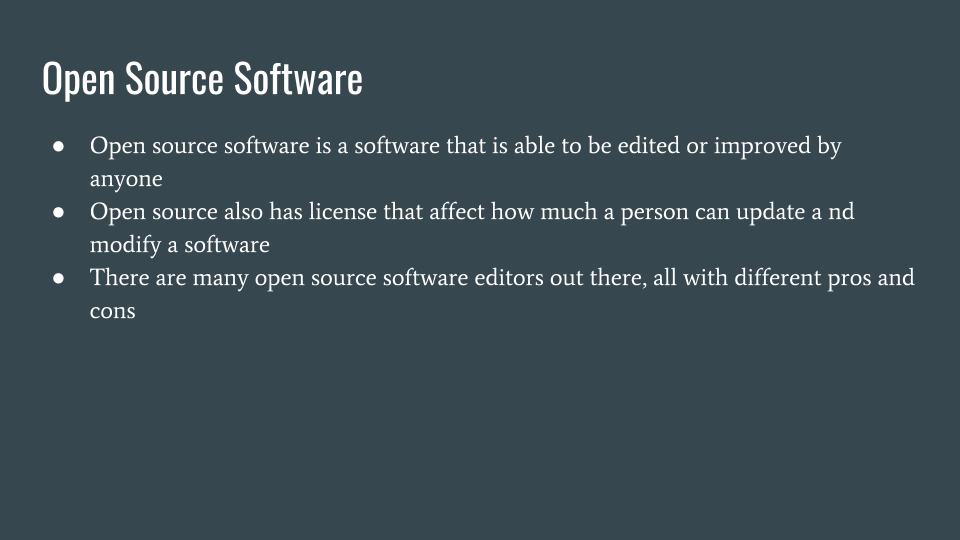 Open Source Software
● Open source software is a software that is able to be edited or improved by
anyone
● Open source also has license that affect how much a person can update a nd
modify a software
● There are many open source software editors out there, all with different pros and
cons